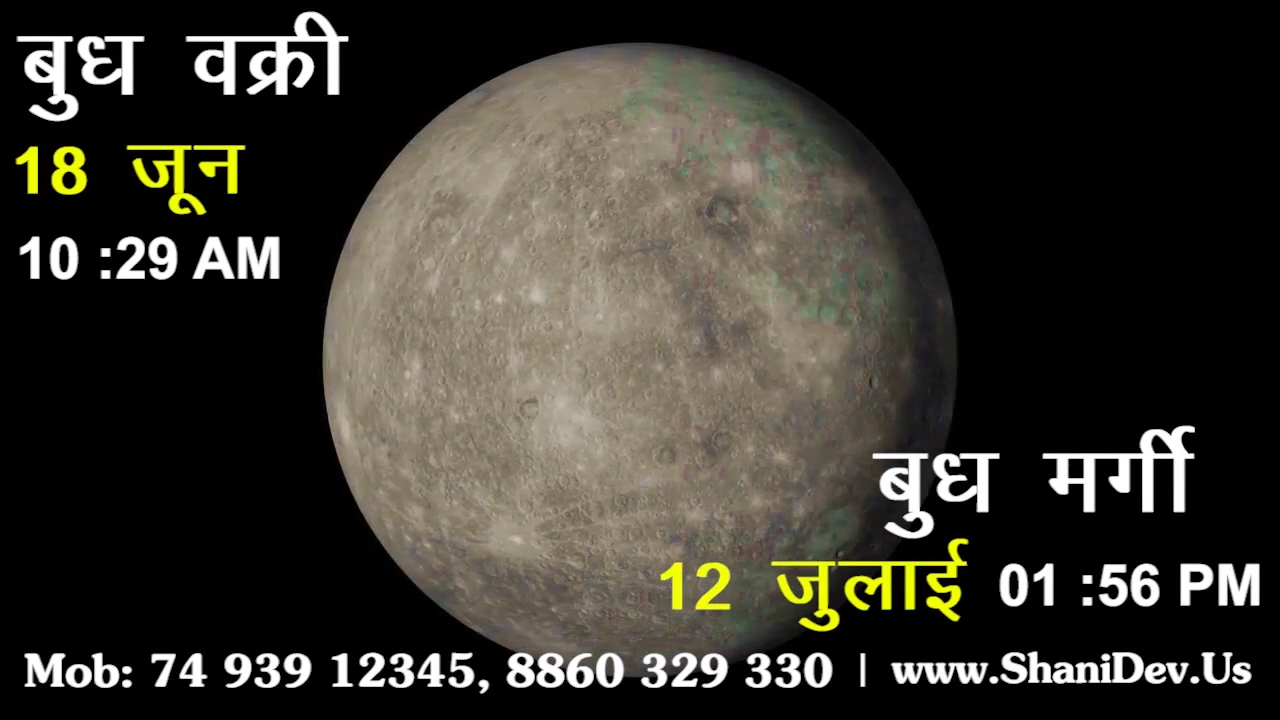 बुध वक्री
18 जून
10 :29 AM
बुध मर्गी
12 जुलाई 01 :56 PM
Mob: 74 939 12345, 8860 329 330 | www.ShaniDev.Us